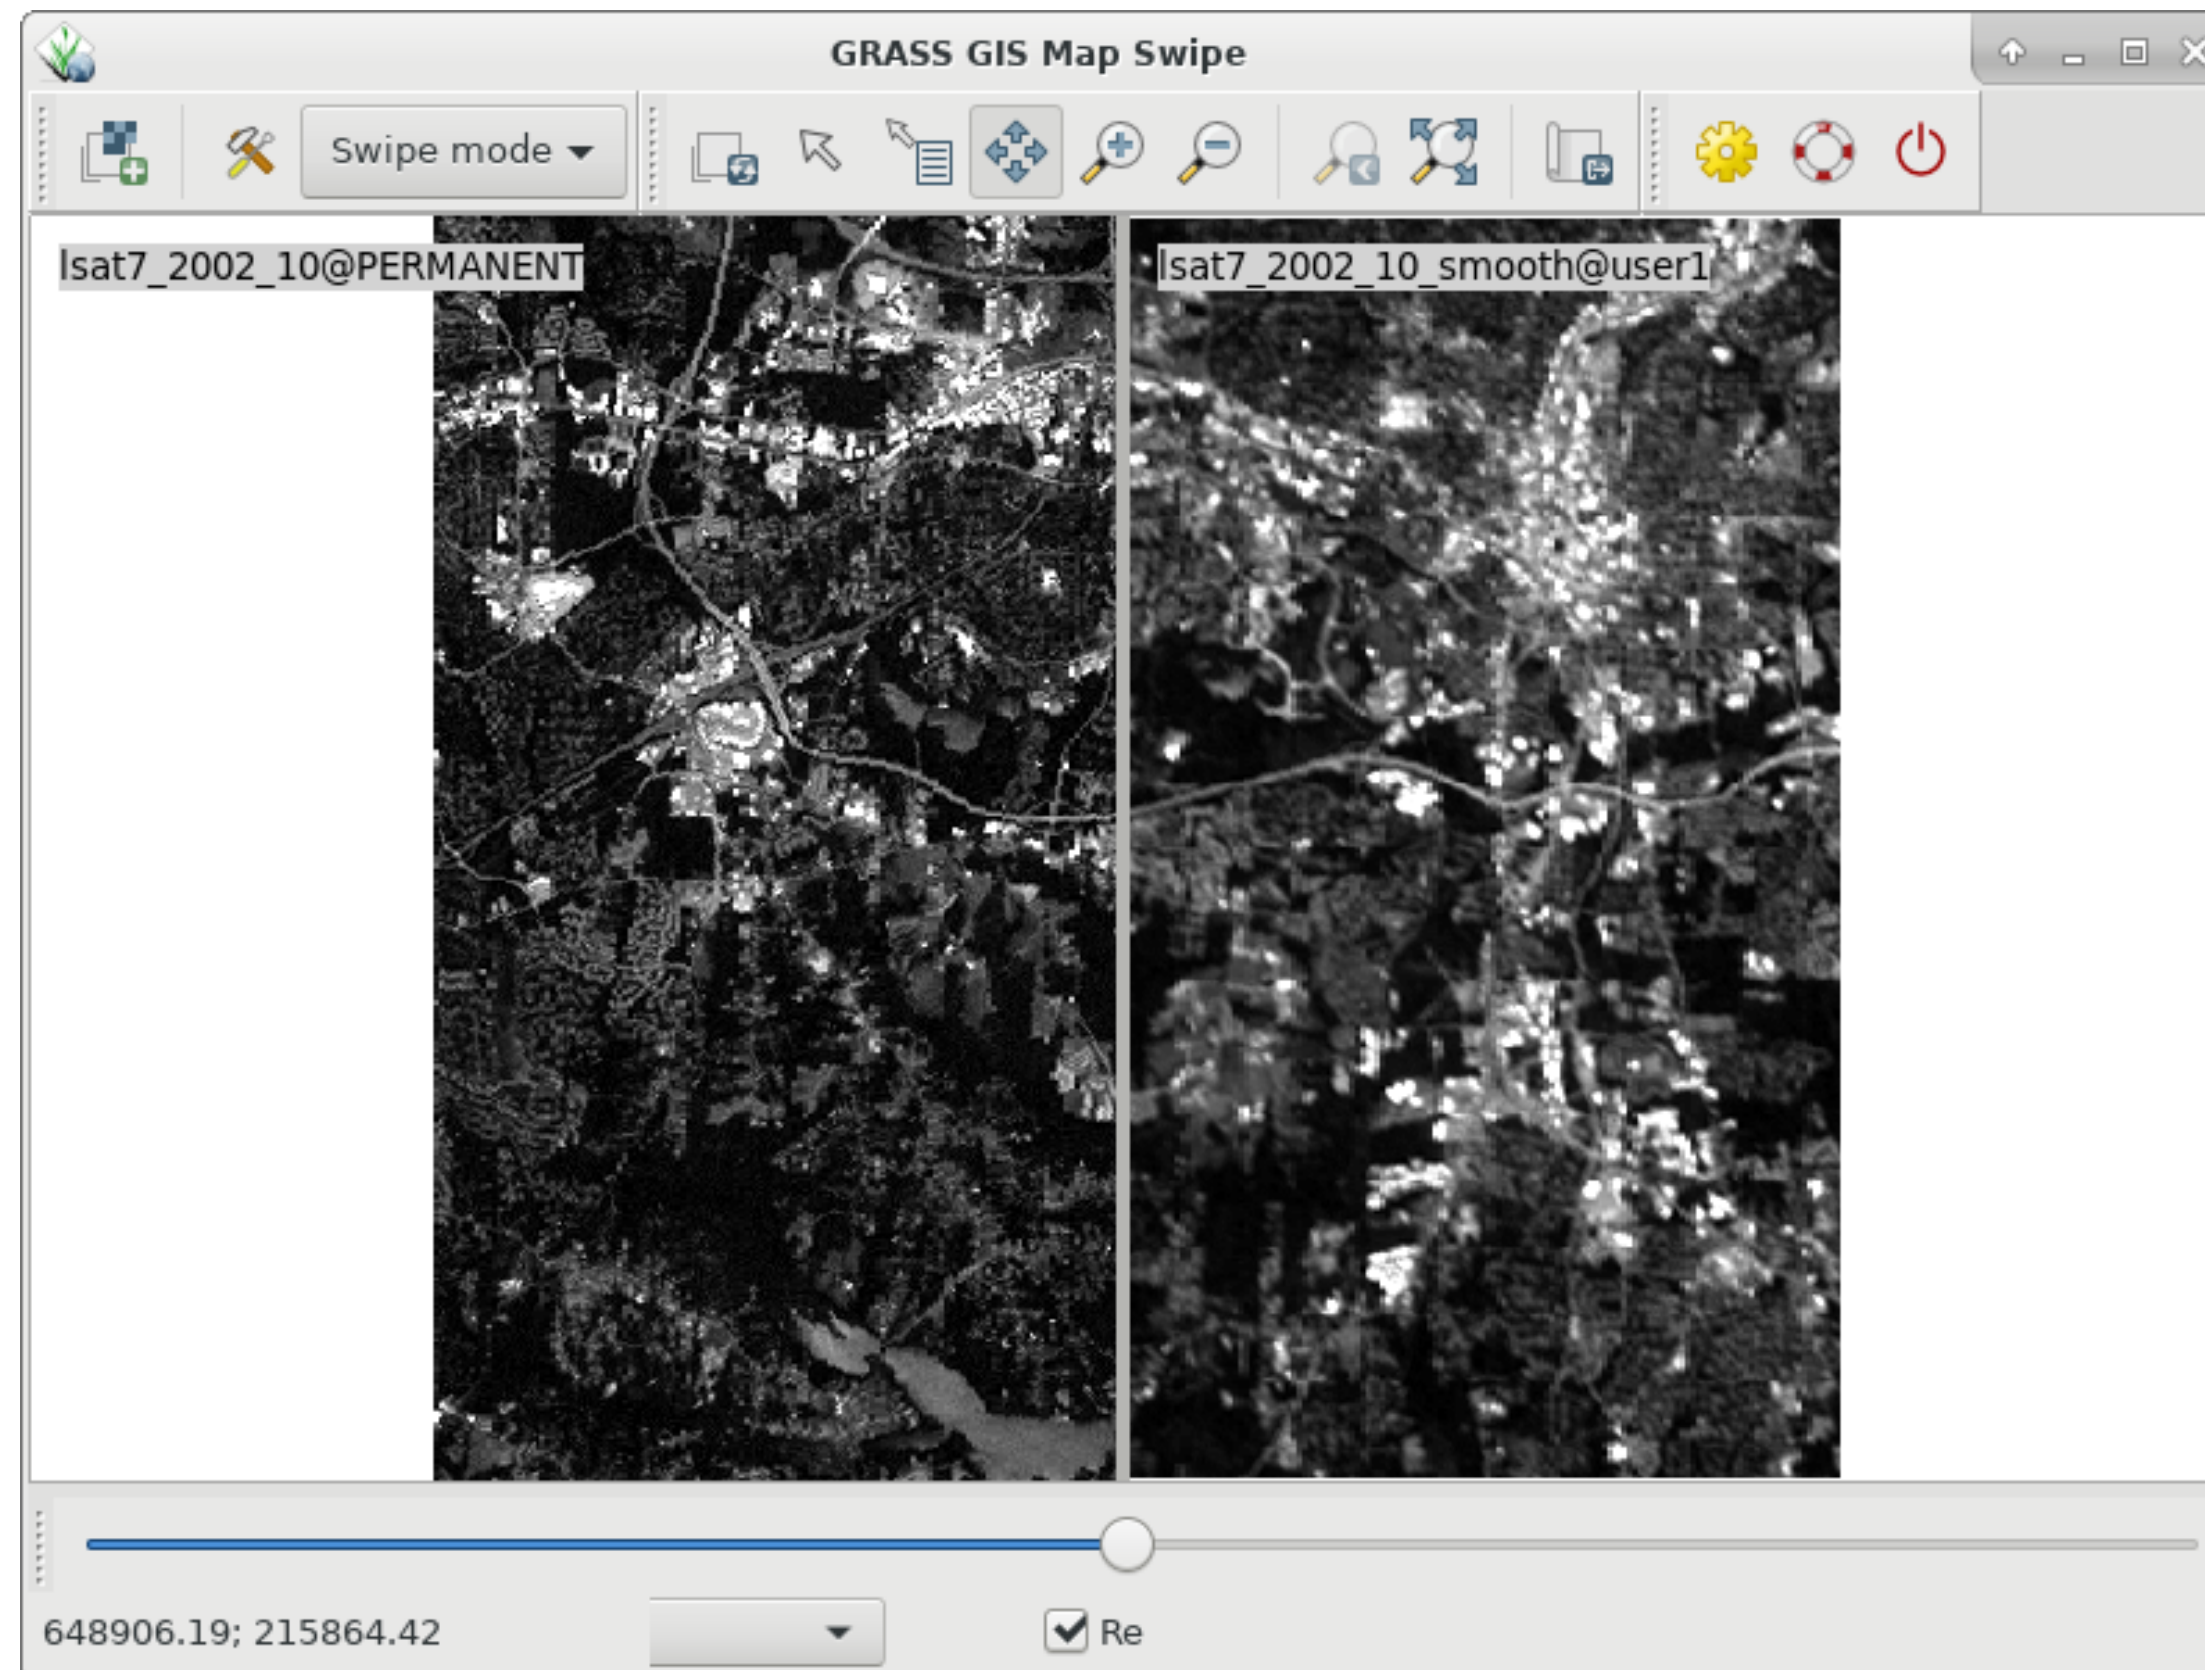 GRASS GIS Map Swipe
Swipe mode
lsat7_2002_10@PERMANENT
lsat7_2002_10_smooth@user1
648906.19; 215864.42
Re